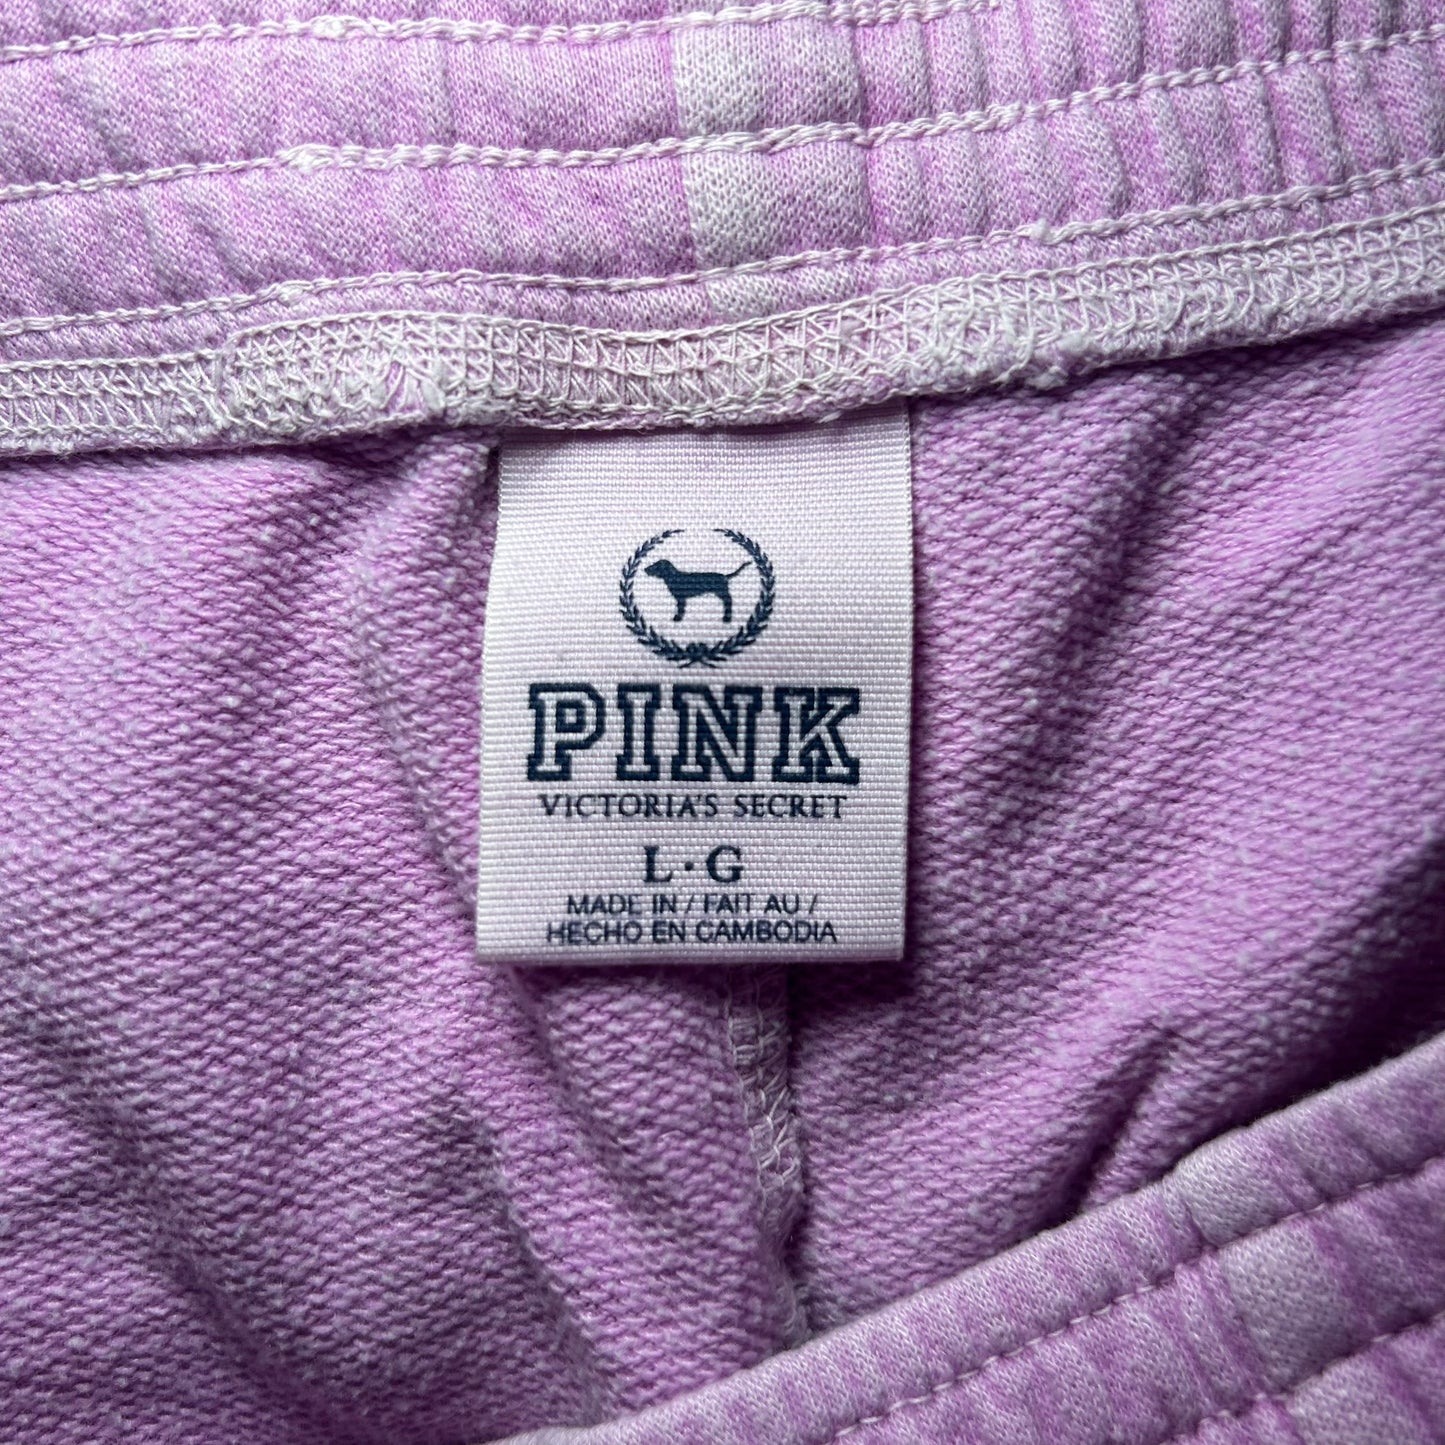 PINK
VICTORIA'S SECRET
L·G
MADE IN / FAIT AU /
HECHO EN CAMBODIA